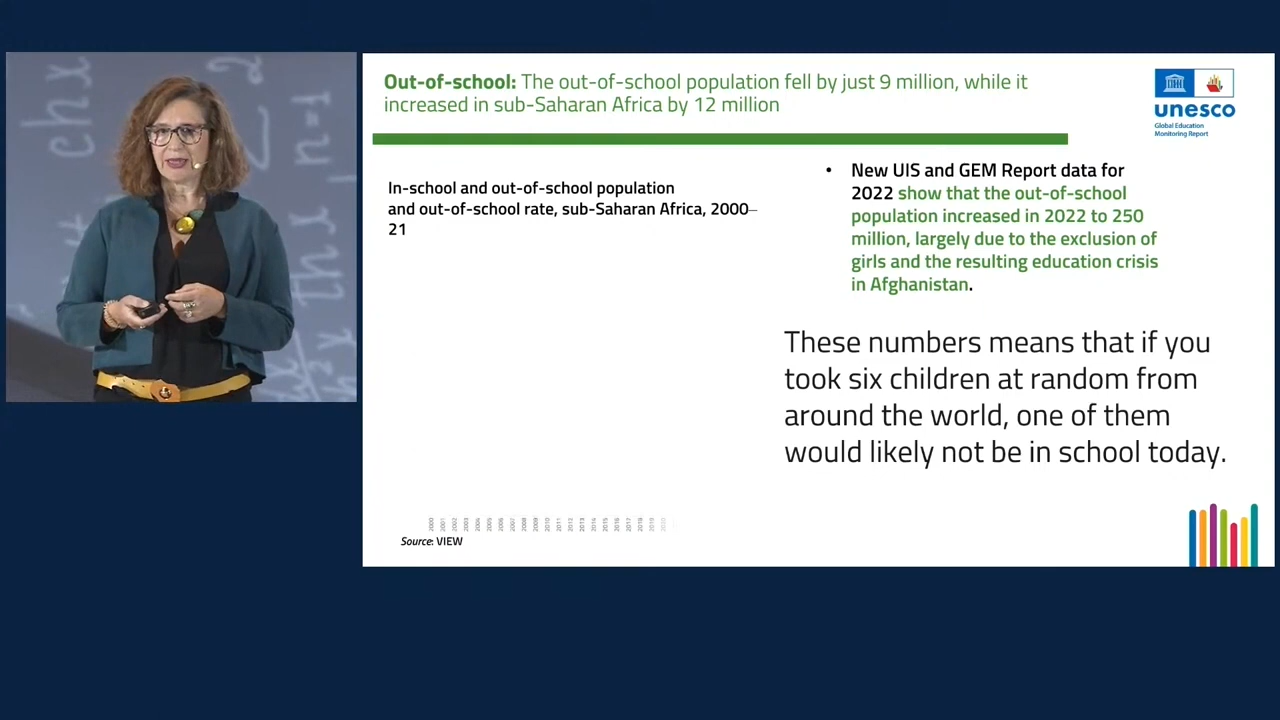 Out-of-school: The out-of-school population fell by just 9 million, while it
increased in sub-Saharan Africa by 12 million
unesco
Global Education
Monitoring Report
In-school and out-of-school population
and out-of-school rate, sub-Saharan Africa, 2000–
21
• New UIS and GEM Report data for
2022 show that the out-of-school
population increased in 2022 to 250
million, largely due to the exclusion of
girls and the resulting education crisis
in Afghanistan.
These numbers means that if you
took six children at random from
around the world, one of them
would likely not be in school today.
Source: VIEW
chx
n=1